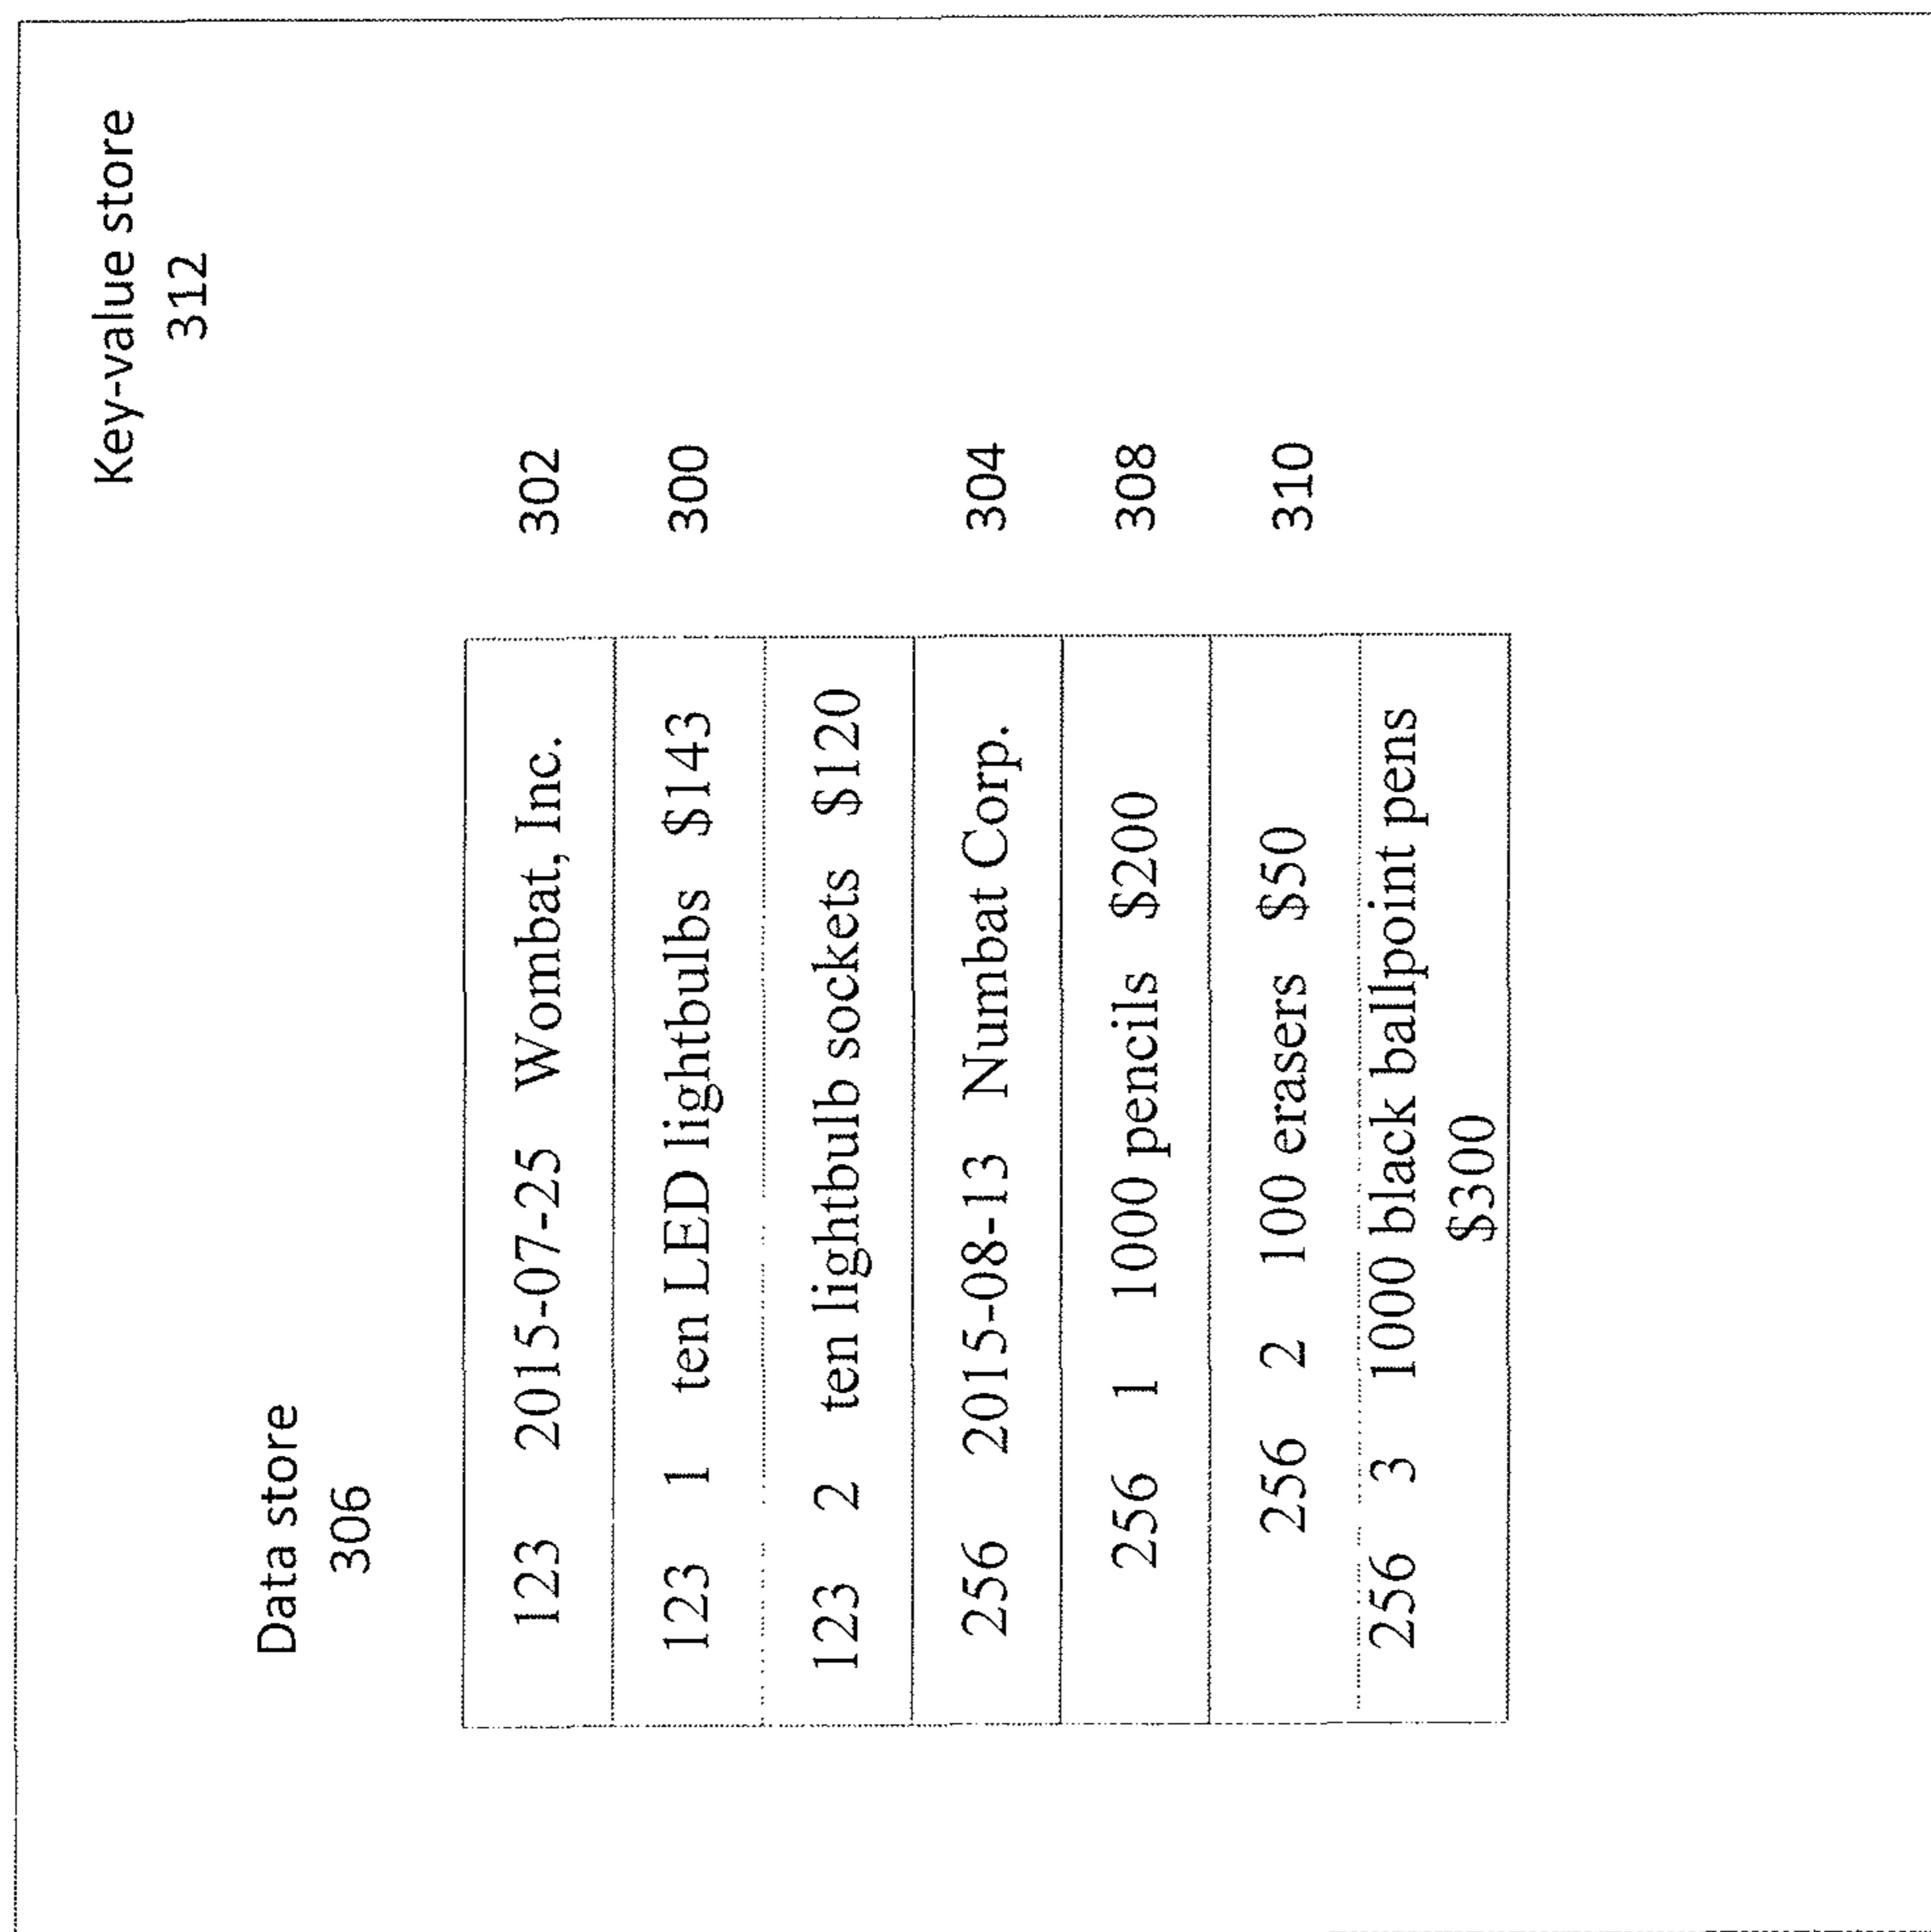 Key-value store
312
Data store
306
123 2015-07-25 Wombat, Inc. 302
123 1 ten LED lightbulbs $143 300
123 2 ten lightbulb sockets $120
256 2015-08-13 Numbat Corp. 304
256 1 1000 pencils $200 308
256 2 100 erasers $50 310
256 3 1000 black ballpoint pens
$300